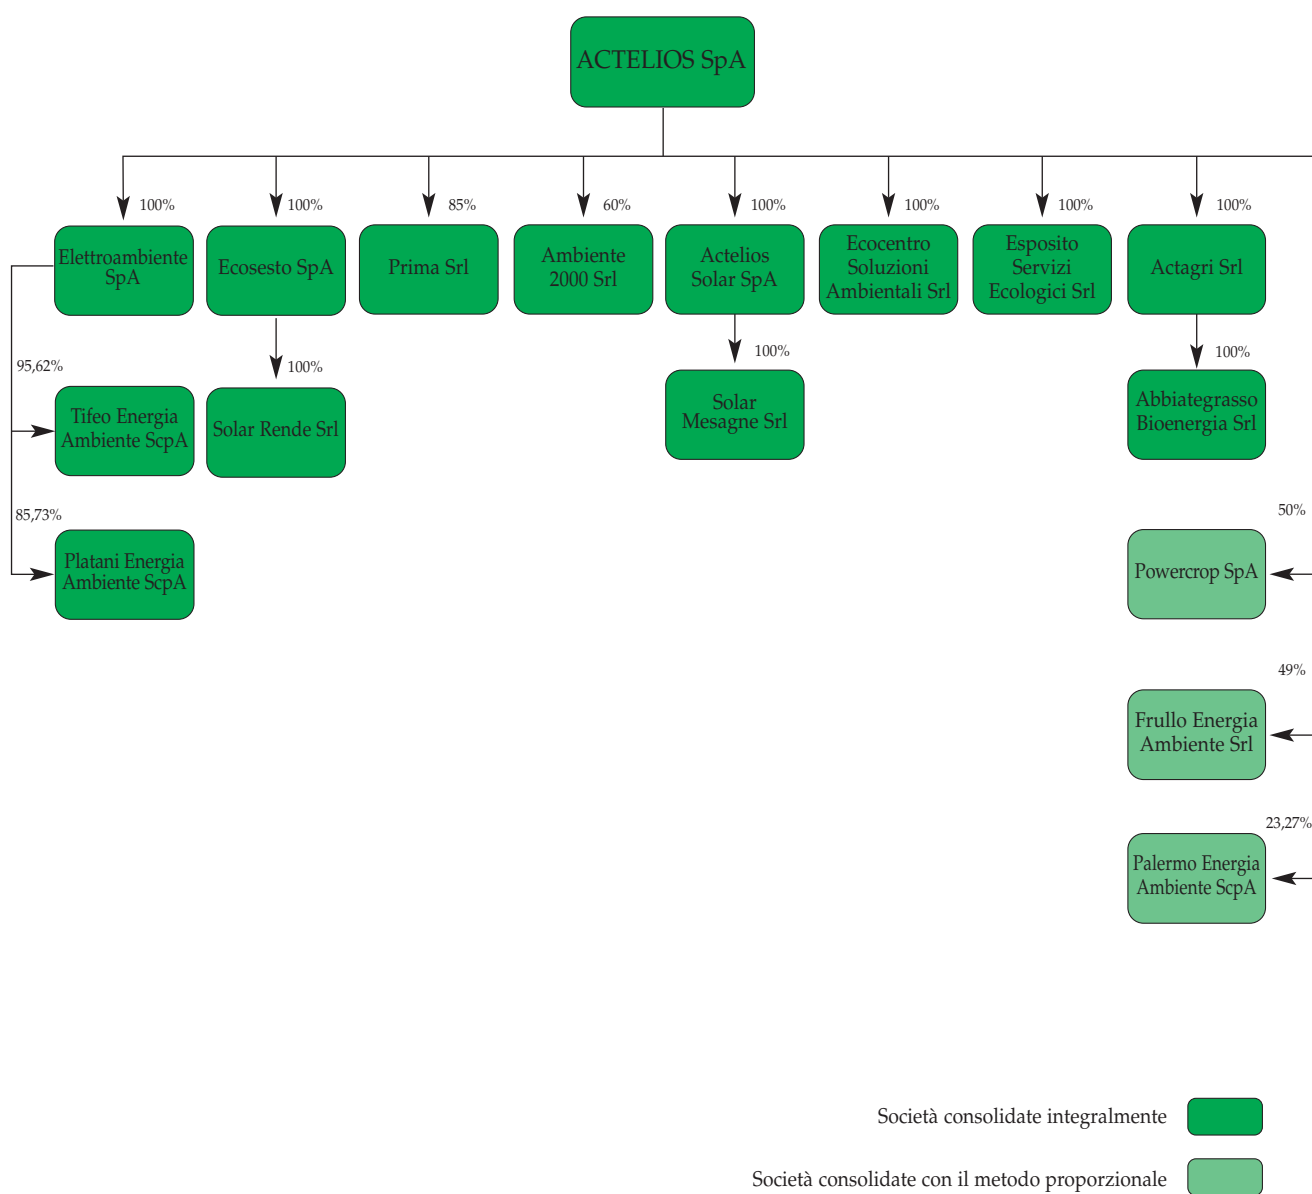 ACTELIOS SpA
100%
100%
85%
60%
100%
100%
100%
100%
Elettroambiente
SpA
Ecosesto SpA
Prima Srl
Ambiente
2000 Srl
Actelios
Solar SpA
Ecocentro
Soluzioni
Ambientali Srl
Esposito
Servizi
Ecologici Srl
Actagri Srl
95,62%
100%
100%
100%
Tifeo Energia
Ambiente ScpA
Solar Rende Srl
Solar
Mesagne Srl
Abbiategrasso
Bioenergia Srl
85,73%
50%
Platani Energia
Ambiente ScpA
Powercrop SpA
49%
Frullo Energia
Ambiente Srl
23,27%
Palermo Energia
Ambiente ScpA
Società consolidate integralmente
Società consolidate con il metodo proporzionale